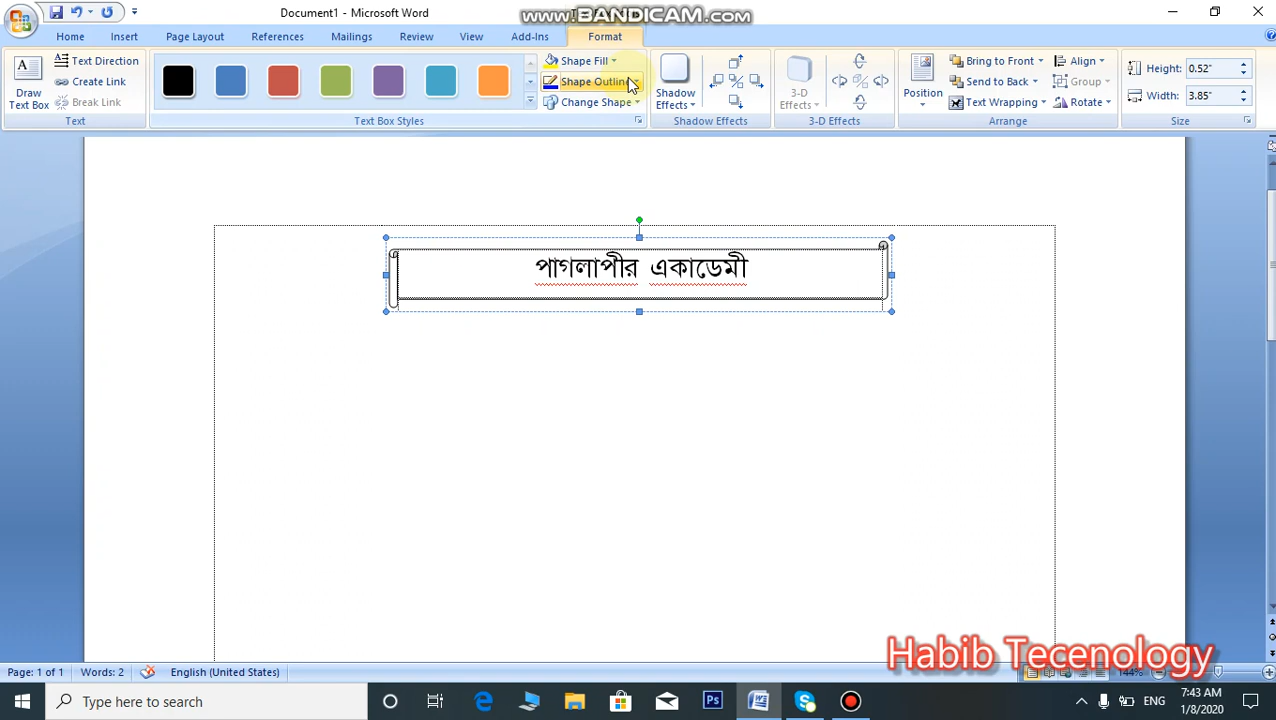 Document1 - Microsoft Word
www.BANDICAM.com
Home Insert Page Layout References Mailings Review View Add-Ins Format
Draw Text Box
Text Direction
Create Link
Break Link
Text
Shape Fill
Shape Outline
Change Shape
Text Box Styles
Shadow Effects
Shadow Effects
3-D Effects
3-D Effects
Position
Bring to Front
Send to Back
Text Wrapping
Align
Group
Rotate
Arrange
Height: 0.52"
Width: 3.85"
Size
পাগলাপীর একাডেমী
Habib Tecenology
Page: 1 of 1 Words: 2 English (United States) 144%
Type here to search
Ps
W
ENG
7:43 AM
1/8/2020